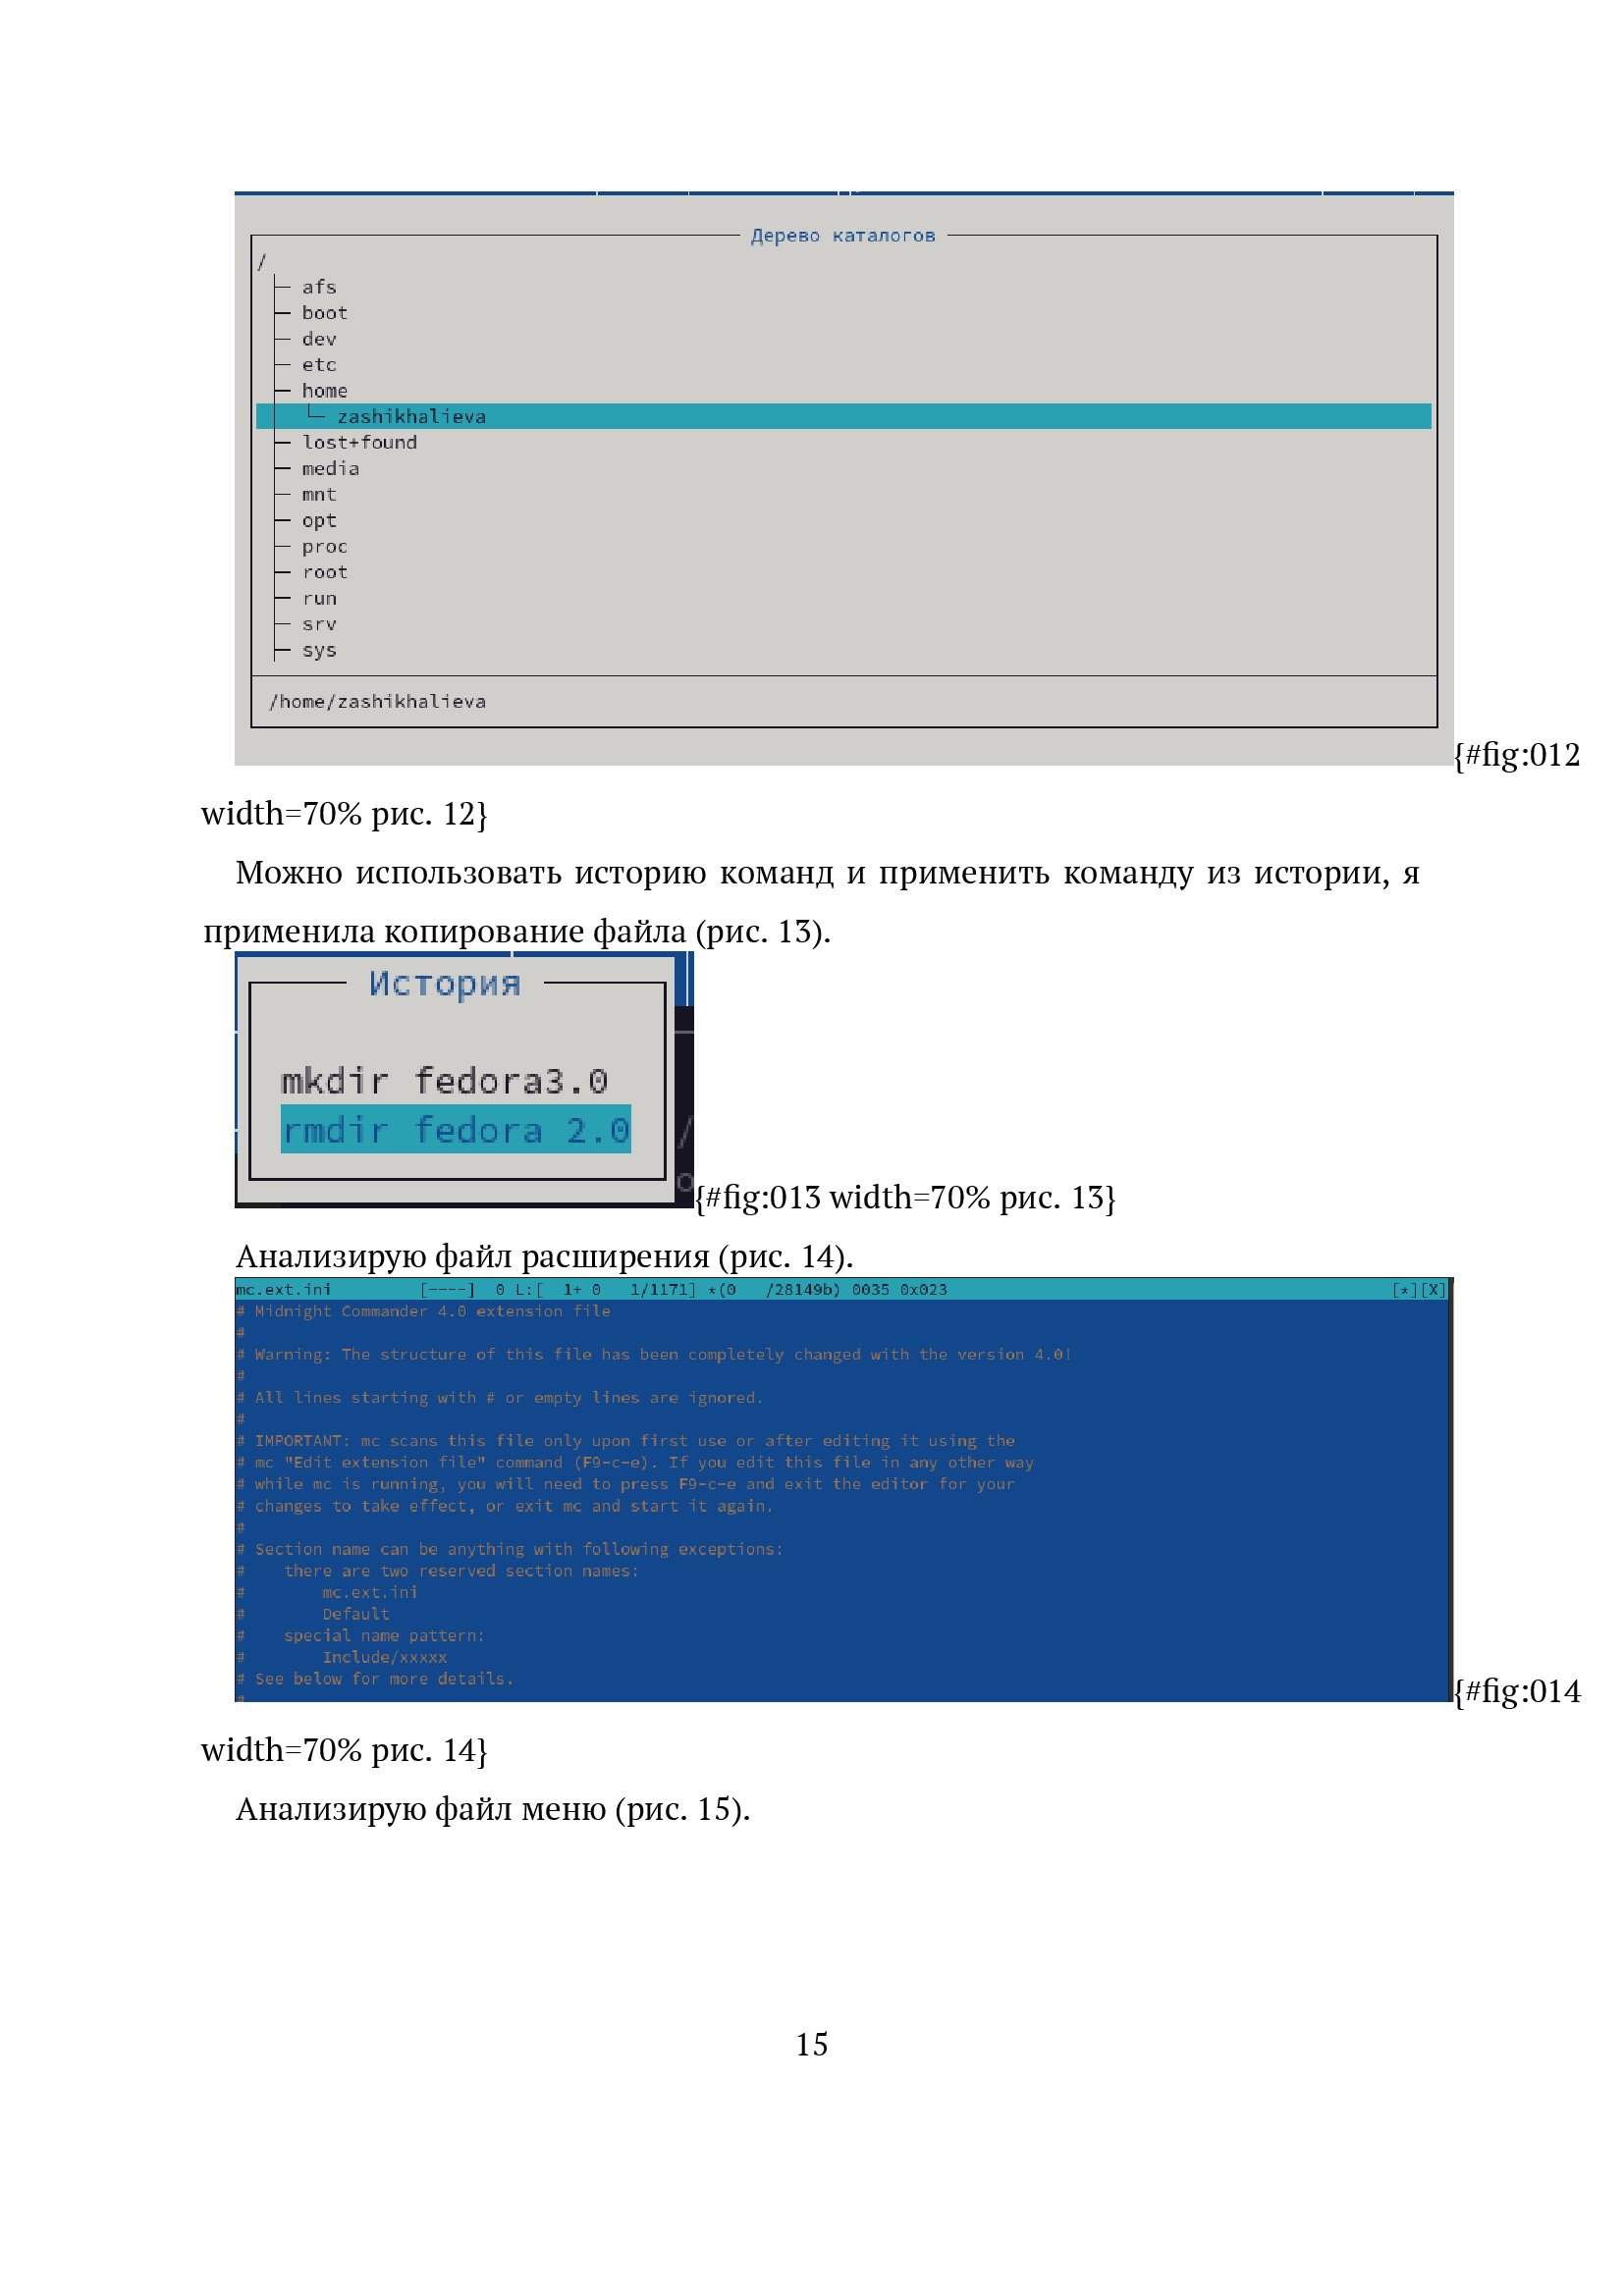 Дерево каталогов
/
├─ afs
├─ boot
├─ dev
├─ etc
├─ home
└─ zashikhalieva
├─ lost+found
├─ media
├─ mnt
├─ opt
├─ proc
├─ root
├─ run
├─ srv
├─ sys
/home/zashikhalieva
{#fig:012
width=70% рис. 12}
Можно использовать историю команд и применить команду из истории, я
применила копирование файла (рис. 13).
История
mkdir fedora3.0
rmdir fedora 2.0
/
o
{#fig:013 width=70% рис. 13}
Анализирую файл расширения (рис. 14).
mc.ext.ini [----] 0 L:[ 1+ 0 1/1171] *(0 /28149b) 0035 0x023 [*][X]
# Midnight Commander 4.0 extension file
#
# Warning: The structure of this file has been completely changed with the version 4.0!
#
# All lines starting with # or empty lines are ignored.
#
# IMPORTANT: mc scans this file only upon first use or after editing it using the
# mc "Edit extension file" command (F9-c-e). If you edit this file in any other way
# while mc is running, you will need to press F9-c-e and exit the editor for your
# changes to take effect, or exit mc and start it again.
#
# Section name can be anything with following exceptions:
# there are two reserved section names:
# mc.ext.ini
# Default
# special name pattern:
# Include/xxxxx
# See below for more details.
#
{#fig:014
width=70% рис. 14}
Анализирую файл меню (рис. 15).
15